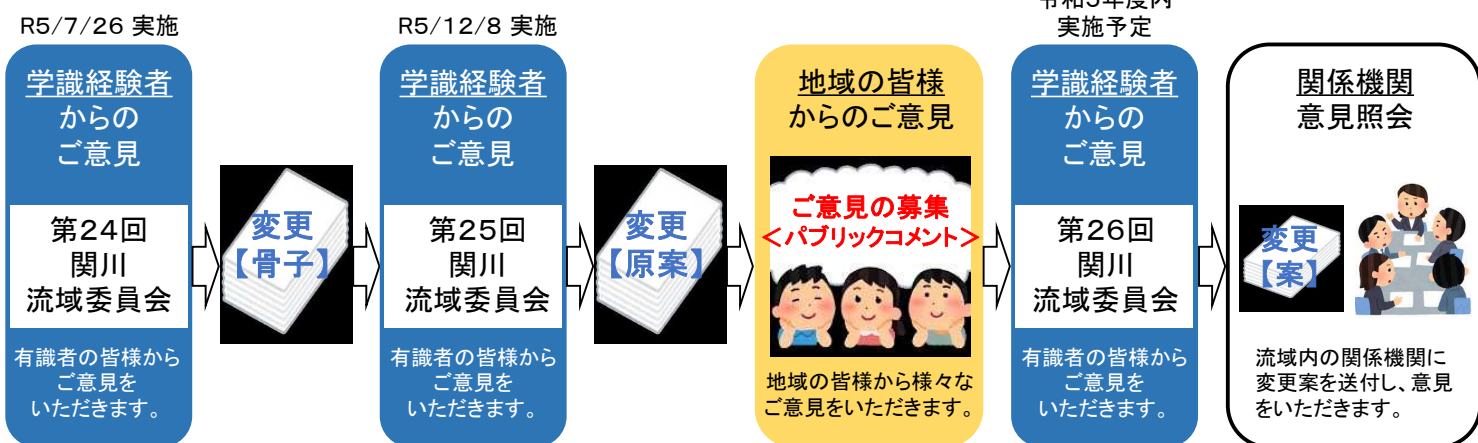 R5/7/26 実施
学識経験者
からの
ご意見
第24回
関川
流域委員会
有識者の皆様から
ご意見を
いただきます。
変更
【骨子】
R5/12/8 実施
学識経験者
からの
ご意見
第25回
関川
流域委員会
有識者の皆様から
ご意見を
いただきます。
変更
【原案】
地域の皆様
からのご意見
ご意見の募集
＜パブリックコメント＞
地域の皆様から様々な
ご意見をいただきます。
令和5年度内
実施予定
学識経験者
からの
ご意見
第26回
関川
流域委員会
有識者の皆様から
ご意見を
いただきます。
関係機関
意見照会
変更
【案】
流域内の関係機関に
変更案を送付し、意見
をいただきます。